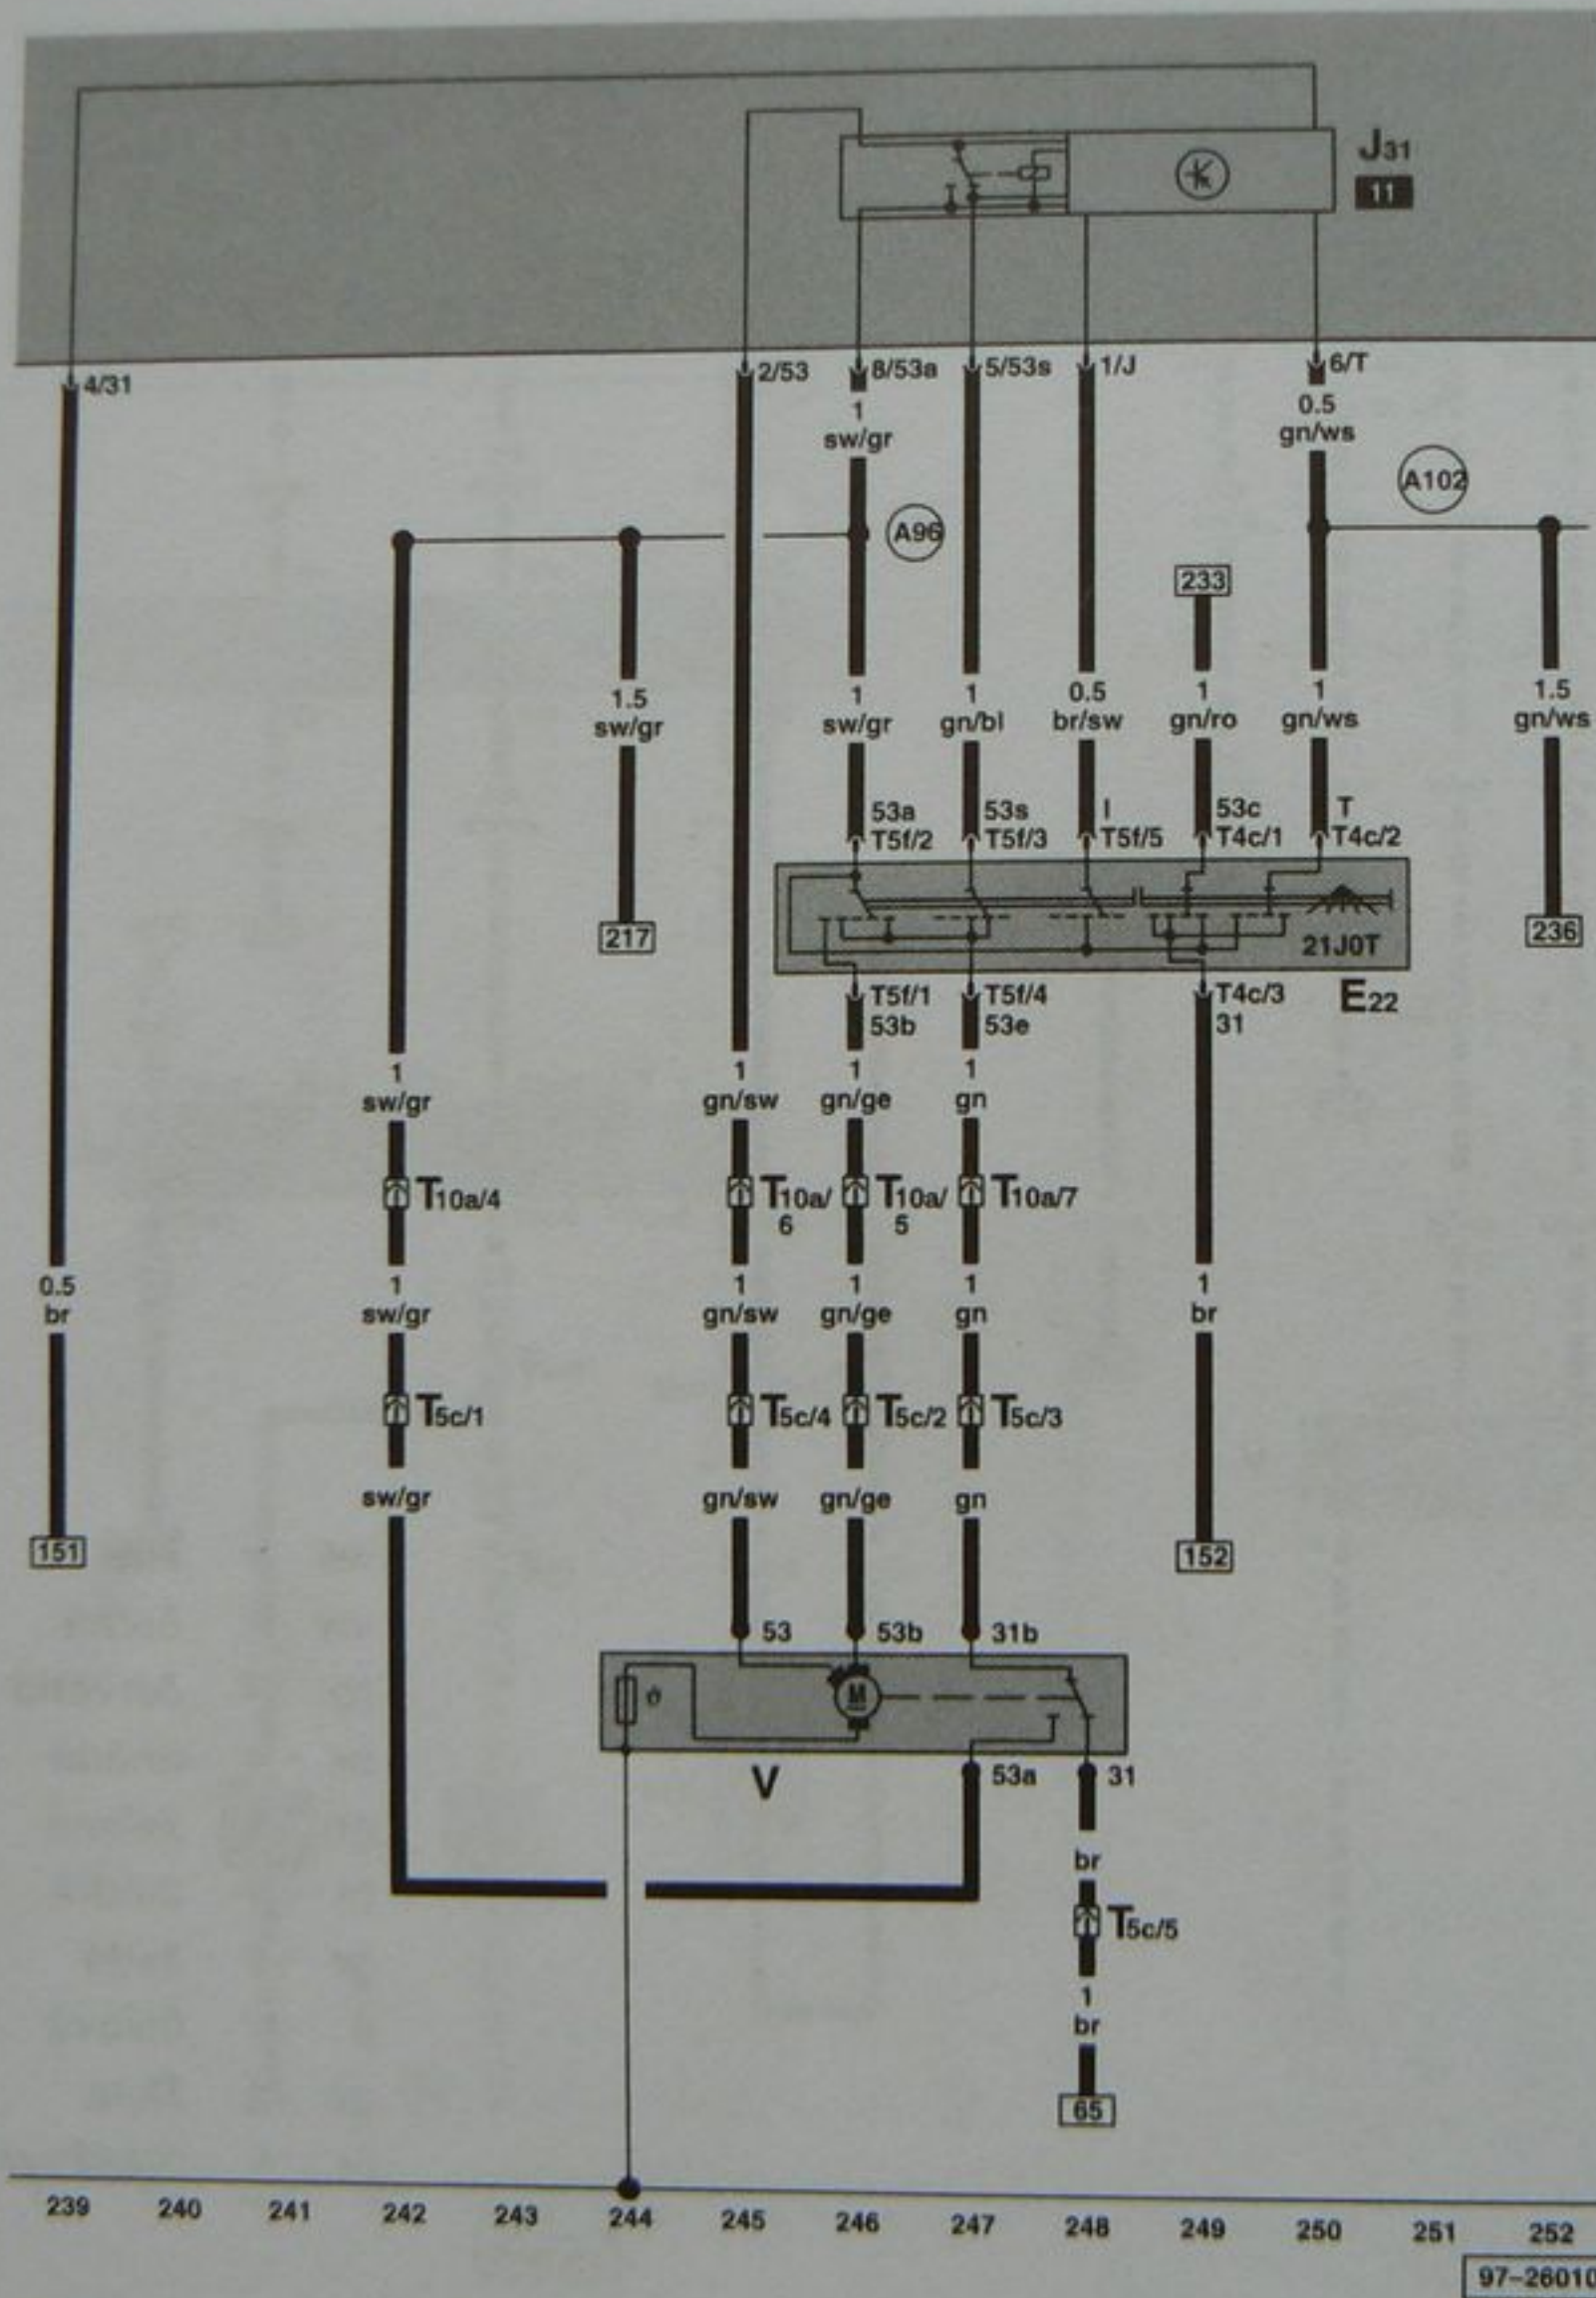 J31
11
4/31
2/53
8/53a
5/53s
1/J
6/T
1
sw/gr
0.5
gn/ws
A102
A96
233
1.5
sw/gr
1
sw/gr
1
gn/bl
0.5
br/sw
1
gn/ro
1
gn/ws
1.5
gn/ws
53a
T5f/2
53s
T5f/3
I
T5f/5
53c
T4c/1
T
T4c/2
217
236
21J0T
E22
T5f/1
53b
T5f/4
53e
T4c/3
31
1
sw/gr
1
gn/sw
1
gn/ge
1
gn
T10a/4
T10a/
6
T10a/
5
T10a/7
0.5
br
1
sw/gr
1
gn/sw
1
gn/ge
1
gn
1
br
T5c/1
T5c/4
T5c/2
T5c/3
sw/gr
gn/sw
gn/ge
gn
151
152
53
53b
31b
M
V
53a
31
br
T5c/5
1
br
65
239 240 241 242 243 244 245 246 247 248 249 250 251 252
97-26010